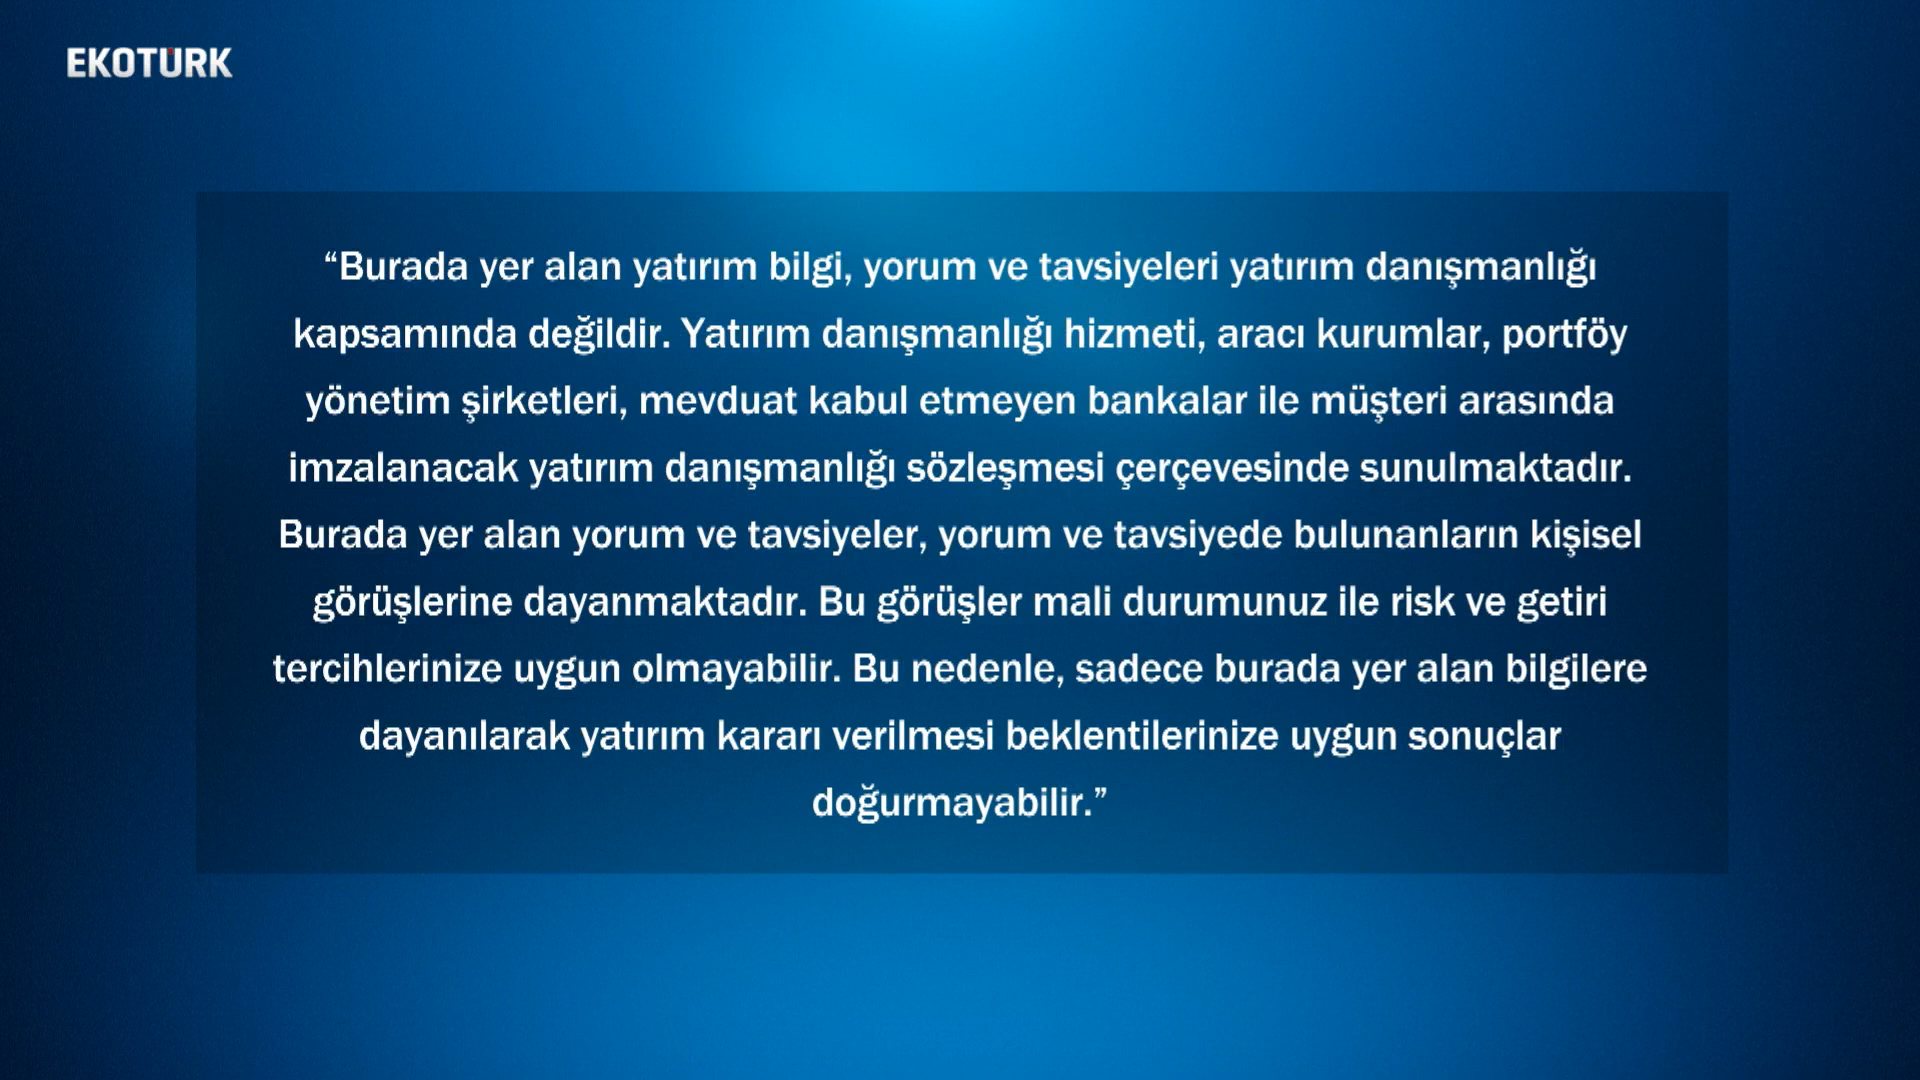 EKOTÜRK
“Burada yer alan yatırım bilgi, yorum ve tavsiyeleri yatırım danışmanlığı
kapsamında değildir. Yatırım danışmanlığı hizmeti, aracı kurumlar, portföy
yönetim şirketleri, mevduat kabul etmeyen bankalar ile müşteri arasında
imzalanacak yatırım danışmanlığı sözleşmesi çerçevesinde sunulmaktadır.
Burada yer alan yorum ve tavsiyeler, yorum ve tavsiyede bulunanların kişisel
görüşlerine dayanmaktadır. Bu görüşler mali durumunuz ile risk ve getiri
tercihlerinize uygun olmayabilir. Bu nedenle, sadece burada yer alan bilgilere
dayanılarak yatırım kararı verilmesi beklentilerinize uygun sonuçlar
doğurmayabilir.”